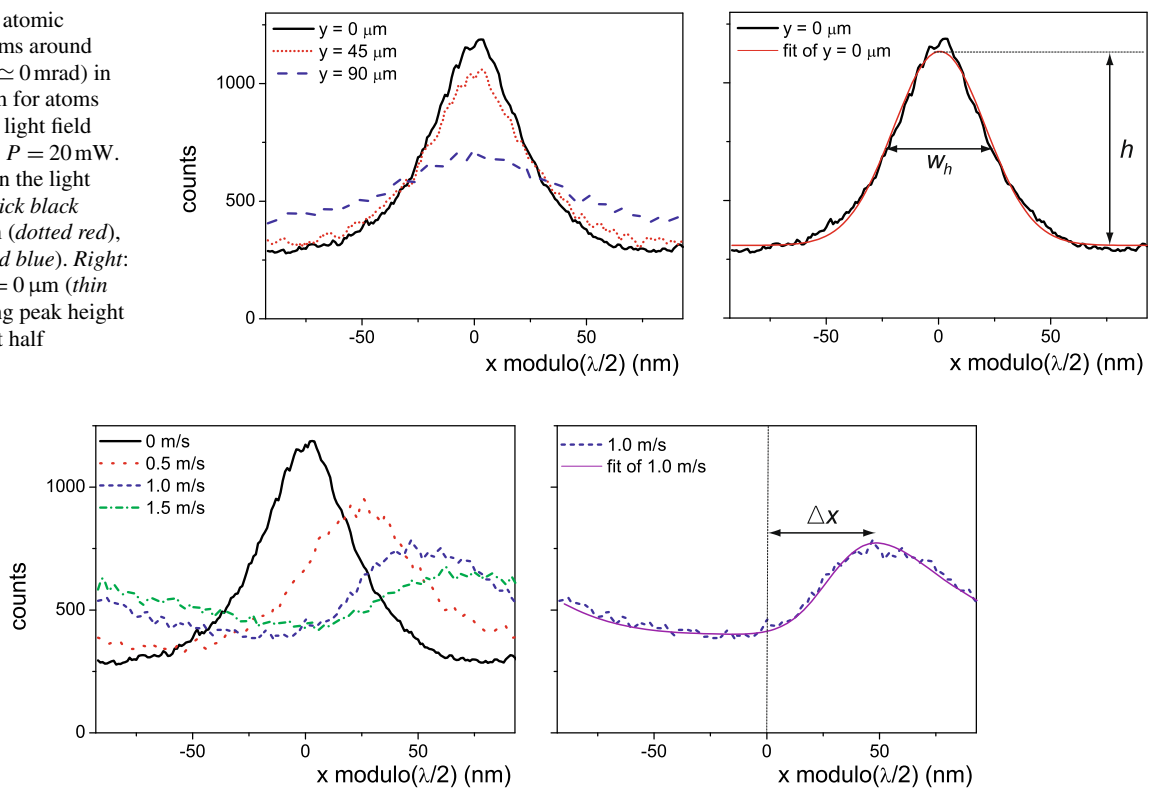 atomic
ms around
≃ 0 mrad) in
n for atoms
light field
P = 20 mW.
n the light
ick black
n (dotted red),
d blue). Right:
= 0 μm (thin
ng peak height
t half
y = 0 μm
y = 45 μm
y = 90 μm
1000
500
0
counts
-50 0 50
x modulo(λ/2) (nm)
y = 0 μm
fit of y = 0 μm
h
wₕ
-50 0 50
x modulo(λ/2) (nm)
0 m/s
0.5 m/s
1.0 m/s
1.5 m/s
1000
500
0
counts
-50 0 50
x modulo(λ/2) (nm)
1.0 m/s
fit of 1.0 m/s
△x
-50 0 50
x modulo(λ/2) (nm)